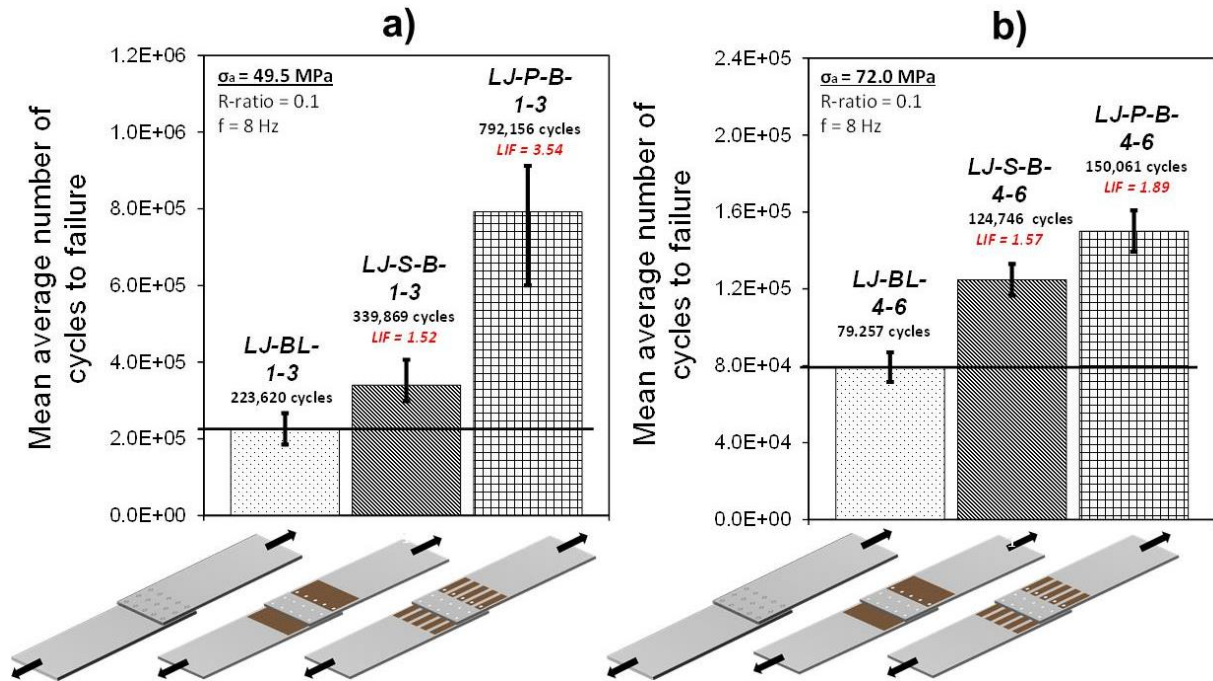 a)
Mean average number of
cycles to failure
1.2E+06
1.0E+06
8.0E+05
6.0E+05
4.0E+05
2.0E+05
0.0E+00
σa = 49.5 MPa
R-ratio = 0.1
f = 8 Hz
LJ-BL-
1-3
223,620 cycles
LJ-S-B-
1-3
339,869 cycles
LIF = 1.52
LJ-P-B-
1-3
792,156 cycles
LIF = 3.54
b)
Mean average number of
cycles to failure
2.4E+05
2.0E+05
1.6E+05
1.2E+05
8.0E+04
4.0E+04
0.0E+00
σa = 72.0 MPa
R-ratio = 0.1
f = 8 Hz
LJ-BL-
4-6
79.257 cycles
LJ-S-B-
4-6
124,746 cycles
LIF = 1.57
LJ-P-B-
4-6
150,061 cycles
LIF = 1.89